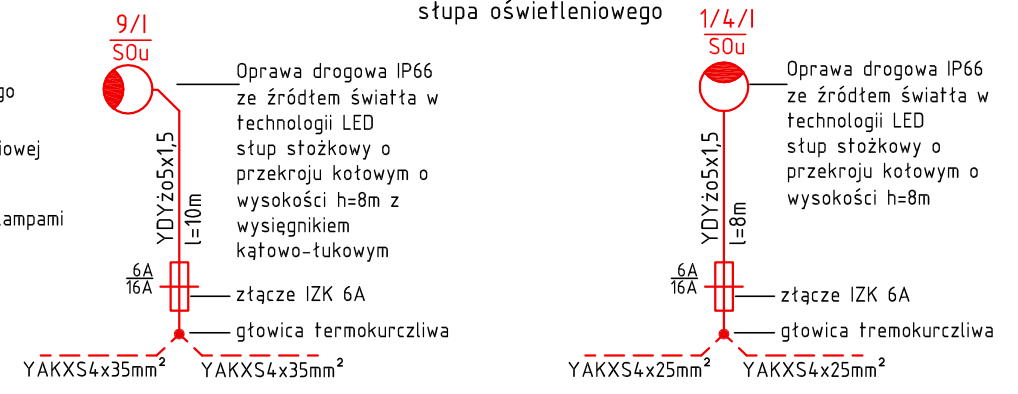 słupa oświetleniowego
go
iowej
lampami
9/I
SOu
Oprawa drogowa IP66
ze źródłem światła w
technologii LED
słup stożkowy o
przekroju kołowym o
wysokości h=8m z
wysięgnikiem
kątowo-łukowym
YDYżo5x1,5
l=10m
6A
16A
złącze IZK 6A
głowica termokurczliwa
YAKXS4x35mm²
YAKXS4x35mm²
1/4/I
SOu
Oprawa drogowa IP66
ze źródłem światła w
technologii LED
słup stożkowy o
przekroju kołowym o
wysokości h=8m
YDYżo5x1,5
l=8m
6A
16A
złącze IZK 6A
głowica tremokurczliwa
YAKXS4x25mm²
YAKXS4x25mm²